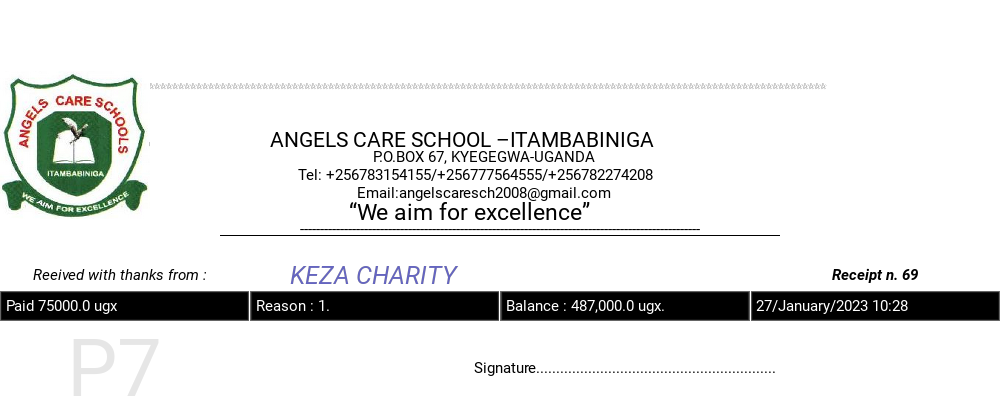 ANGELS CARE SCHOOLS
ITAMBABINIGA
WE AIM FOR EXCELLENCE
ANGELS CARE SCHOOL –ITAMBABINIGA
P.O.BOX 67, KYEGEGWA-UGANDA
Tel: +256783154155/+256777564555/+256782274208
Email:angelscaresch2008@gmail.com
“We aim for excellence”
Reeived with thanks from : KEZA CHARITY Receipt n. 69
Paid 75000.0 ugx Reason : 1. Balance : 487,000.0 ugx. 27/January/2023 10:28
P7
Signature............................................................